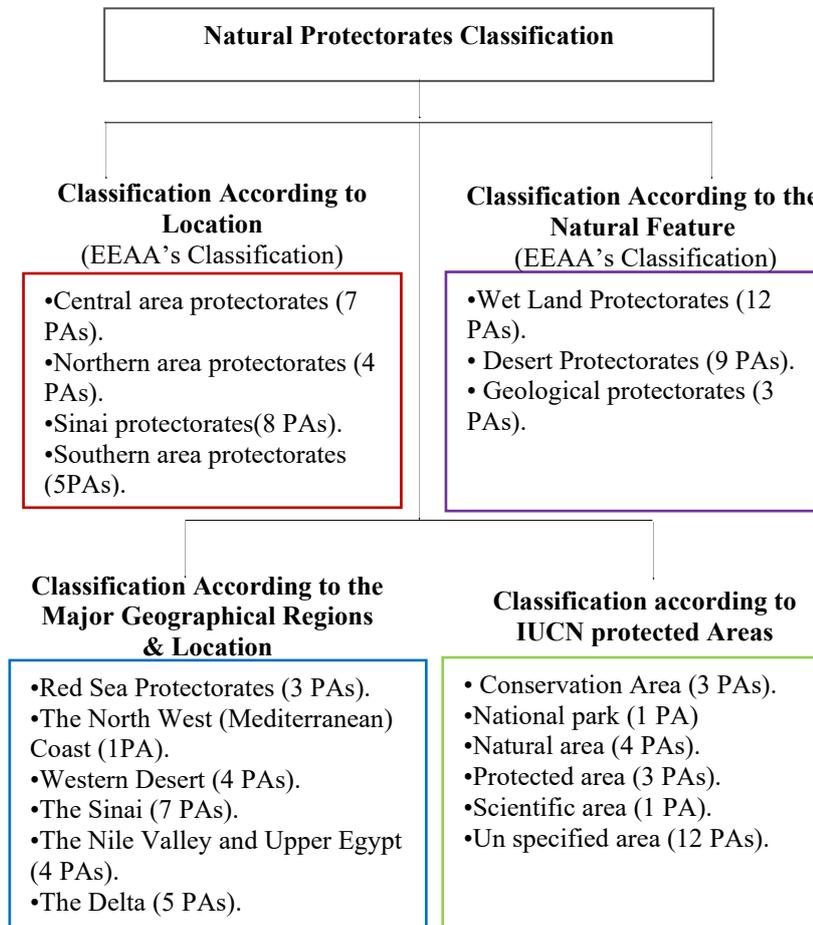 Natural Protectorates Classification
Classification According to
Location
(EEAA’s Classification)
•Central area protectorates (7
PAs).
•Northern area protectorates (4
PAs).
•Sinai protectorates(8 PAs).
•Southern area protectorates
(5PAs).
Classification According to the
Natural Feature
(EEAA’s Classification)
•Wet Land Protectorates (12
PAs).
• Desert Protectorates (9 PAs).
• Geological protectorates (3
PAs).
Classification According to the
Major Geographical Regions
& Location
•Red Sea Protectorates (3 PAs).
•The North West (Mediterranean)
Coast (1PA).
•Western Desert (4 PAs).
•The Sinai (7 PAs).
•The Nile Valley and Upper Egypt
(4 PAs).
•The Delta (5 PAs).
Classification according to
IUCN protected Areas
• Conservation Area (3 PAs).
•National park (1 PA)
•Natural area (4 PAs).
•Protected area (3 PAs).
•Scientific area (1 PA).
•Un specified area (12 PAs).